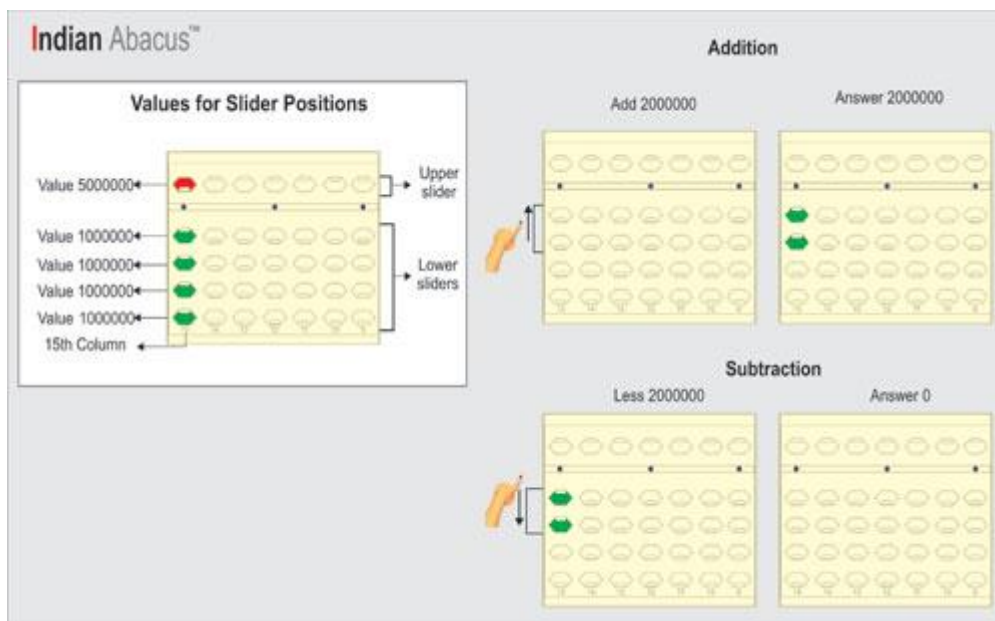 Indian Abacus™
Values for Slider Positions
Value 5000000
Upper
slider
Value 1000000
Value 1000000
Value 1000000
Value 1000000
Lower
sliders
15th Column
Addition
Add 2000000
Answer 2000000
Subtraction
Less 2000000
Answer 0